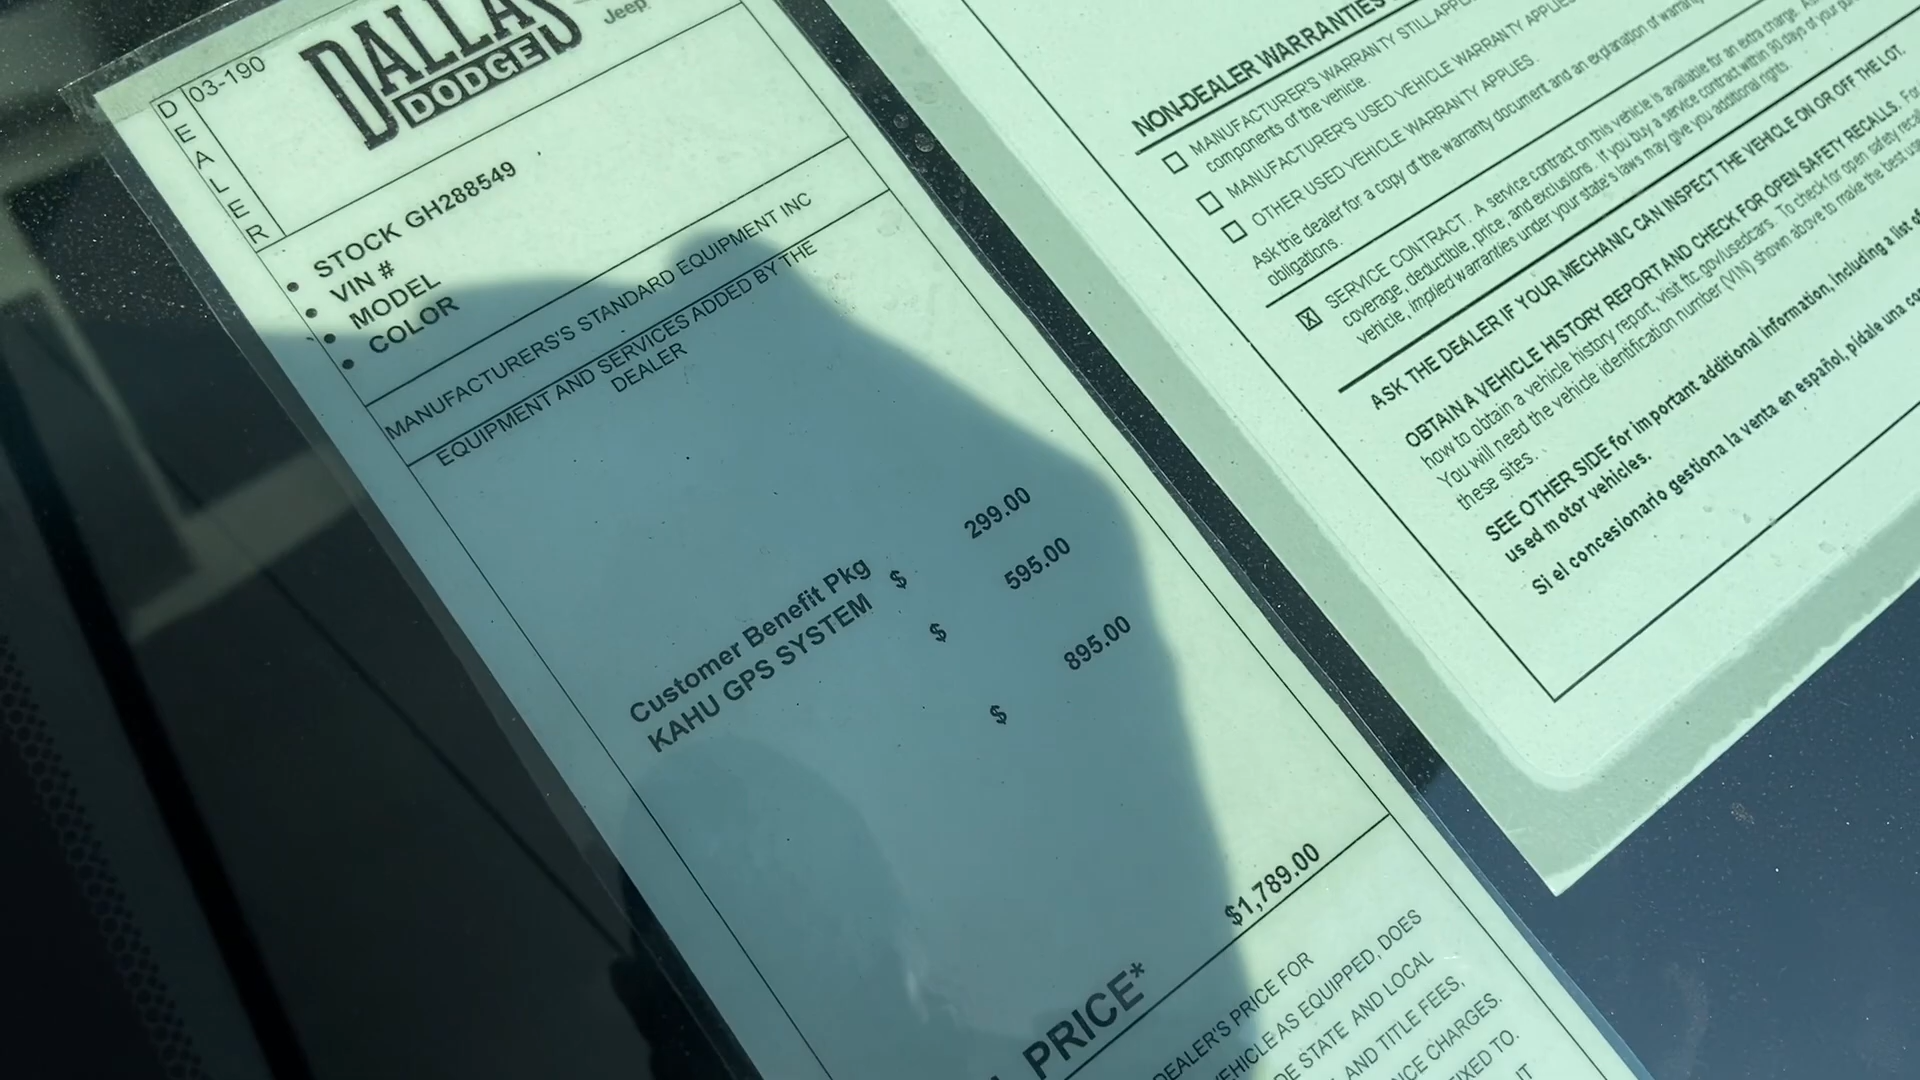 DALLAS
DODGE
Jeep
DEALER
03-190
STOCK GH288549
VIN #
MODEL
COLOR
MANUFACTURERS'S STANDARD EQUIPMENT INC
EQUIPMENT AND SERVICES ADDED BY THE
DEALER
Customer Benefit Pkg $ 299.00
KAHU GPS SYSTEM $ 595.00
$ 895.00
$1,789.00
PRICE*
DEALER'S PRICE FOR
VEHICLE AS EQUIPPED, DOES
STATE AND LOCAL
AND TITLE FEES,
CHARGES.
TO.
IT
NON-DEALER WARRANTIES
MANUFACTURER'S WARRANTY STILL
components of the vehicle.
MANUFACTURER'S USED VEHICLE WARRANTY APPLIES
OTHER USED VEHICLE WARRANTY APPLIES.
Ask the dealer for a copy of the warranty document and an explanation of warranty
obligations.
X SERVICE CONTRACT. A service contract on this vehicle is available for an extra charge.
coverage, deductible, price, and exclusions. If you buy a service contract within 90 days of your
vehicle, implied warranties under your state's laws may give you additional rights.
ASK THE DEALER IF YOUR MECHANIC CAN INSPECT THE VEHICLE ON OR OFF THE LOT.
OBTAIN A VEHICLE HISTORY REPORT AND CHECK FOR OPEN SAFETY RECALLS. For
how to obtain a vehicle history report, visit ftc.gov/usedcars. To check for open safety
You will need the vehicle identification number (VIN) shown above to make the best
these sites.
SEE OTHER SIDE for important additional information, including a list of
used motor vehicles.
Si el concesionario gestiona la venta en español, pídale una